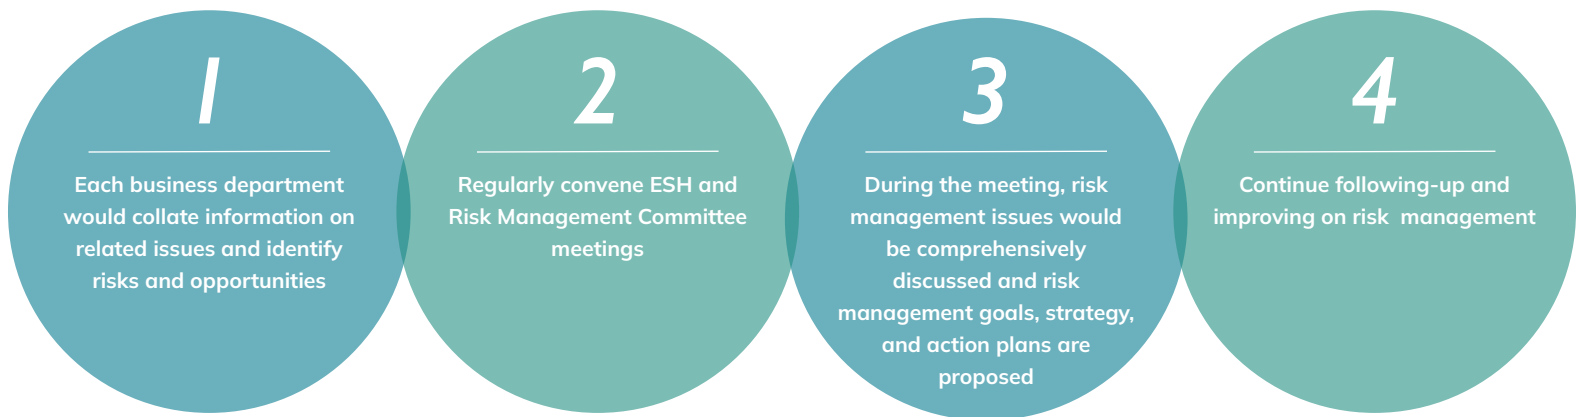 1
Each business department
would collate information on
related issues and identify
risks and opportunities
2
Regularly convene ESH and
Risk Management Committee
meetings
3
During the meeting, risk
management issues would
be comprehensively
discussed and risk
management goals, strategy,
and action plans are
proposed
4
Continue following-up and
improving on risk  management